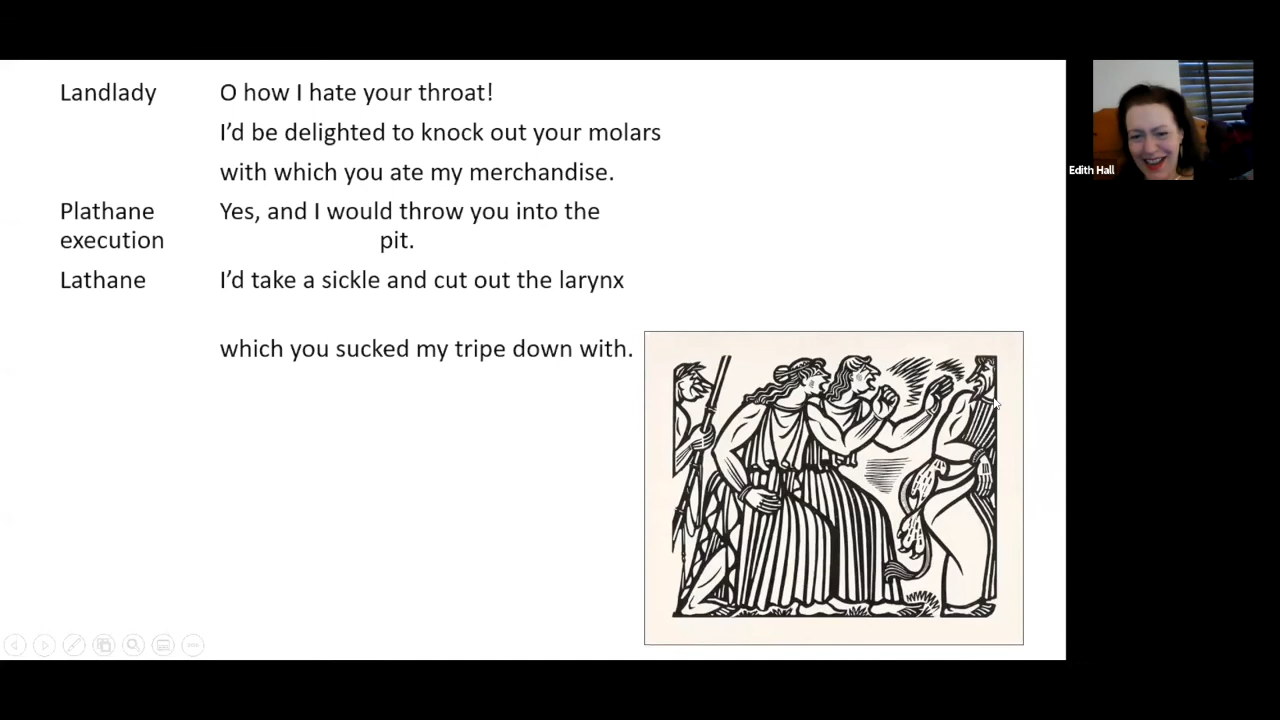 Landlady O how I hate your throat!
I’d be delighted to knock out your molars
with which you ate my merchandise.
Plathane Yes, and I would throw you into the
execution pit.
Lathane I’d take a sickle and cut out the larynx
which you sucked my tripe down with.
Edith Hall